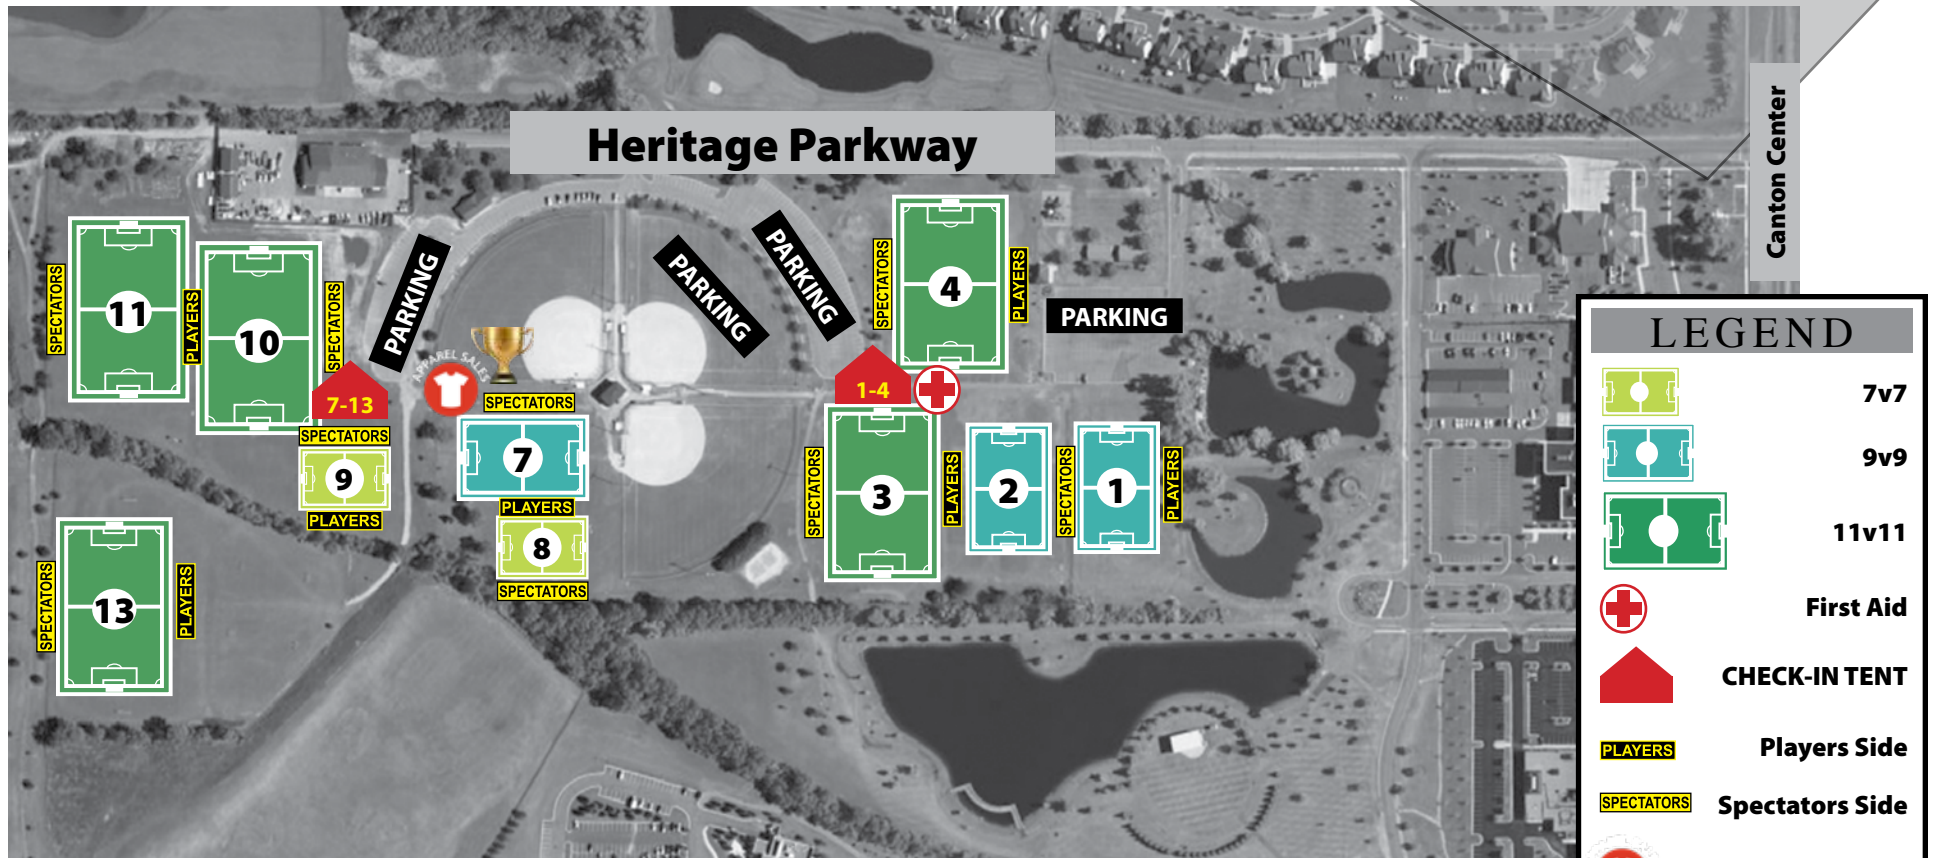 Heritage Parkway
Canton Center
11
SPECTATORS
PLAYERS
10
SPECTATORS
7-13
PARKING
APPAREL SALES
SPECTATORS
7
PLAYERS
8
SPECTATORS
SPECTATORS
9
PLAYERS
SPECTATORS
13
PLAYERS
PARKING
PARKING
SPECTATORS
4
PLAYERS
PARKING
1-4
SPECTATORS
3
PLAYERS
2
SPECTATORS
1
PLAYERS
LEGEND
7v7
9v9
11v11
First Aid
CHECK-IN TENT
PLAYERS Players Side
SPECTATORS Spectators Side